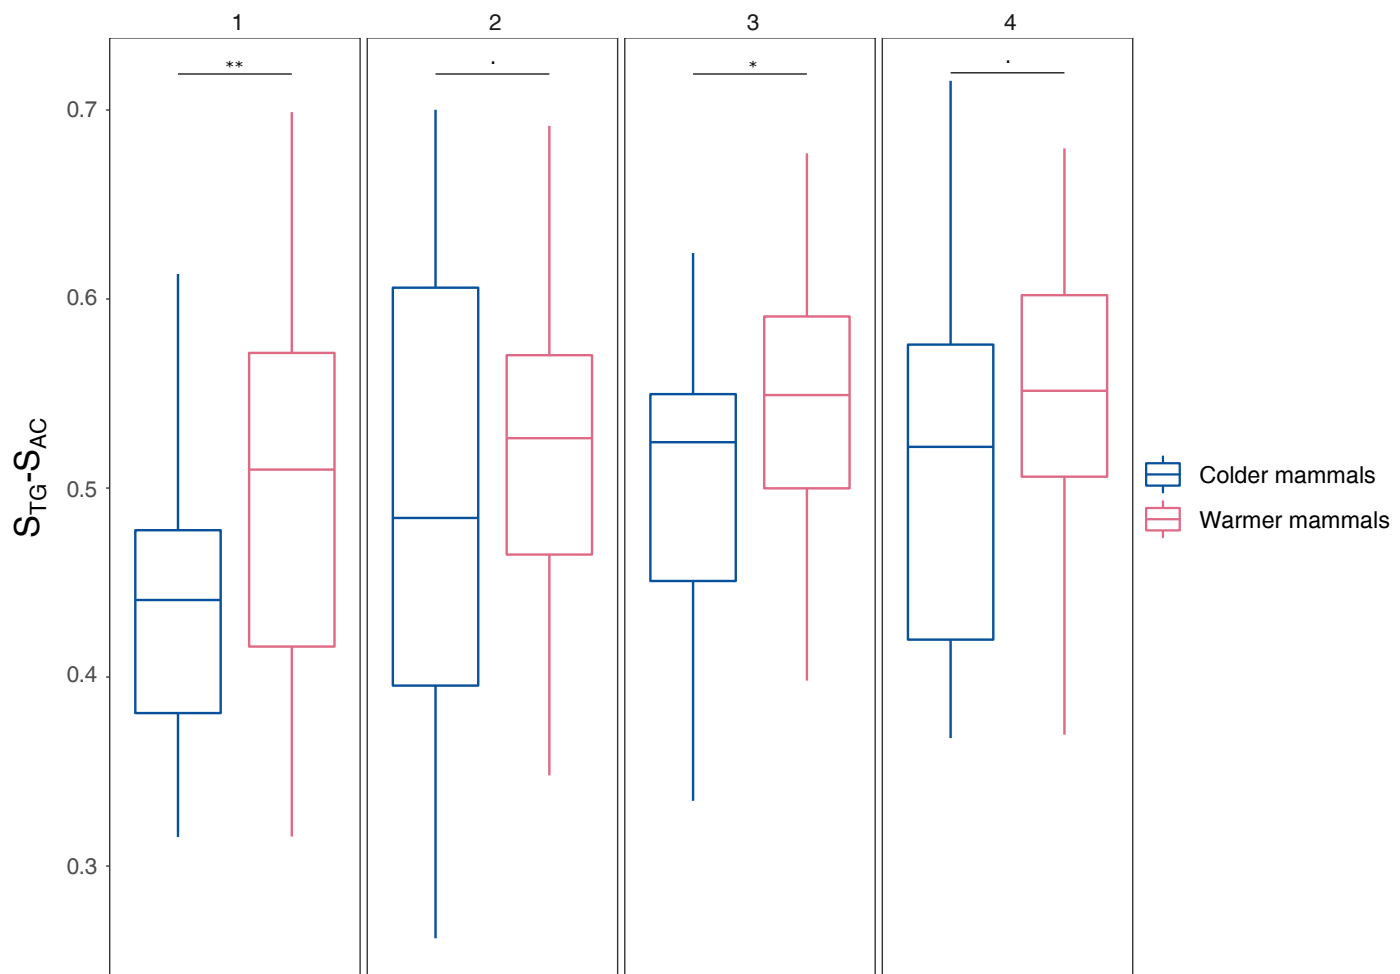 1 2 3 4
** . * .
0.7
0.6
0.5
0.4
0.3
STG-SAC
Colder mammals
Warmer mammals